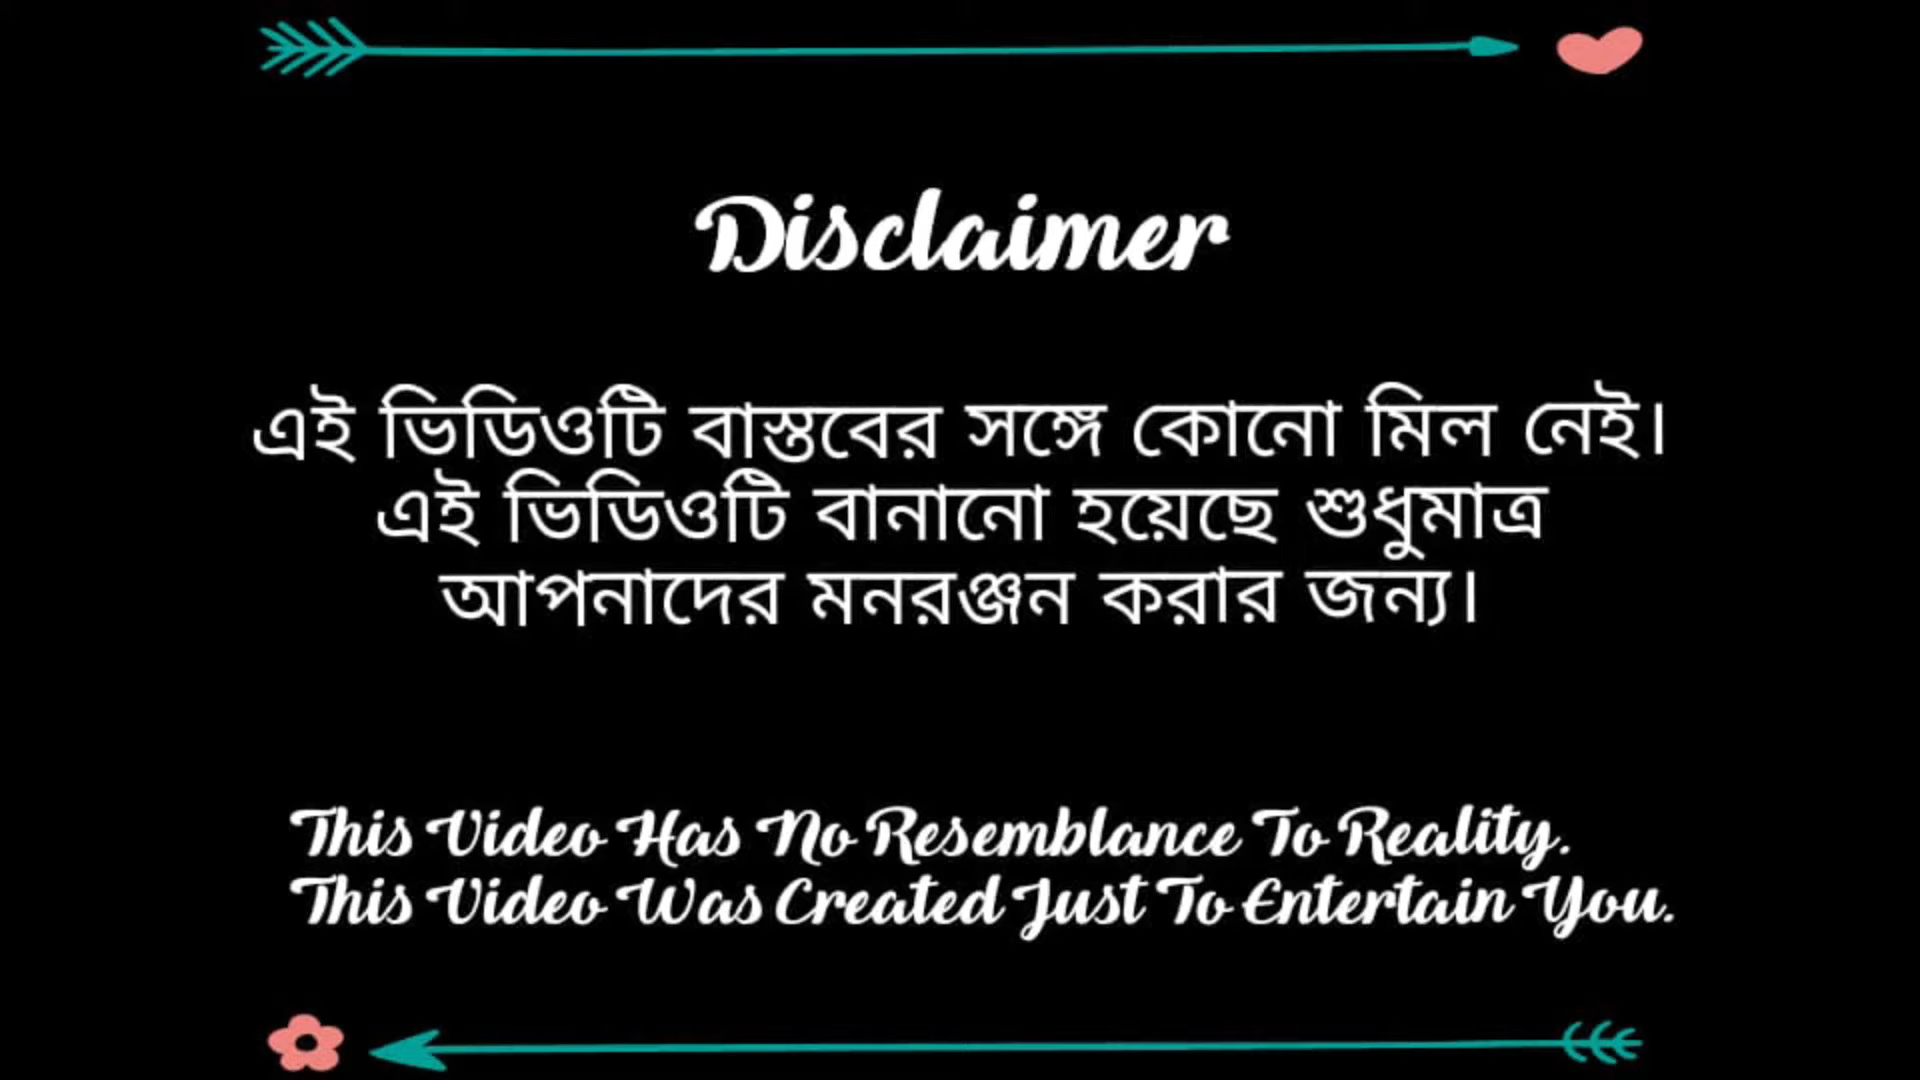 Disclaimer
এই ভিডিওটি বাস্তবের সঙ্গে কোনো মিল নেই।
এই ভিডিওটি বানানো হয়েছে শুধুমাত্র
আপনাদের মনরঞ্জন করার জন্য।
This Video Has No Resemblance To Reality.
This Video Was Created Just To Entertain You.